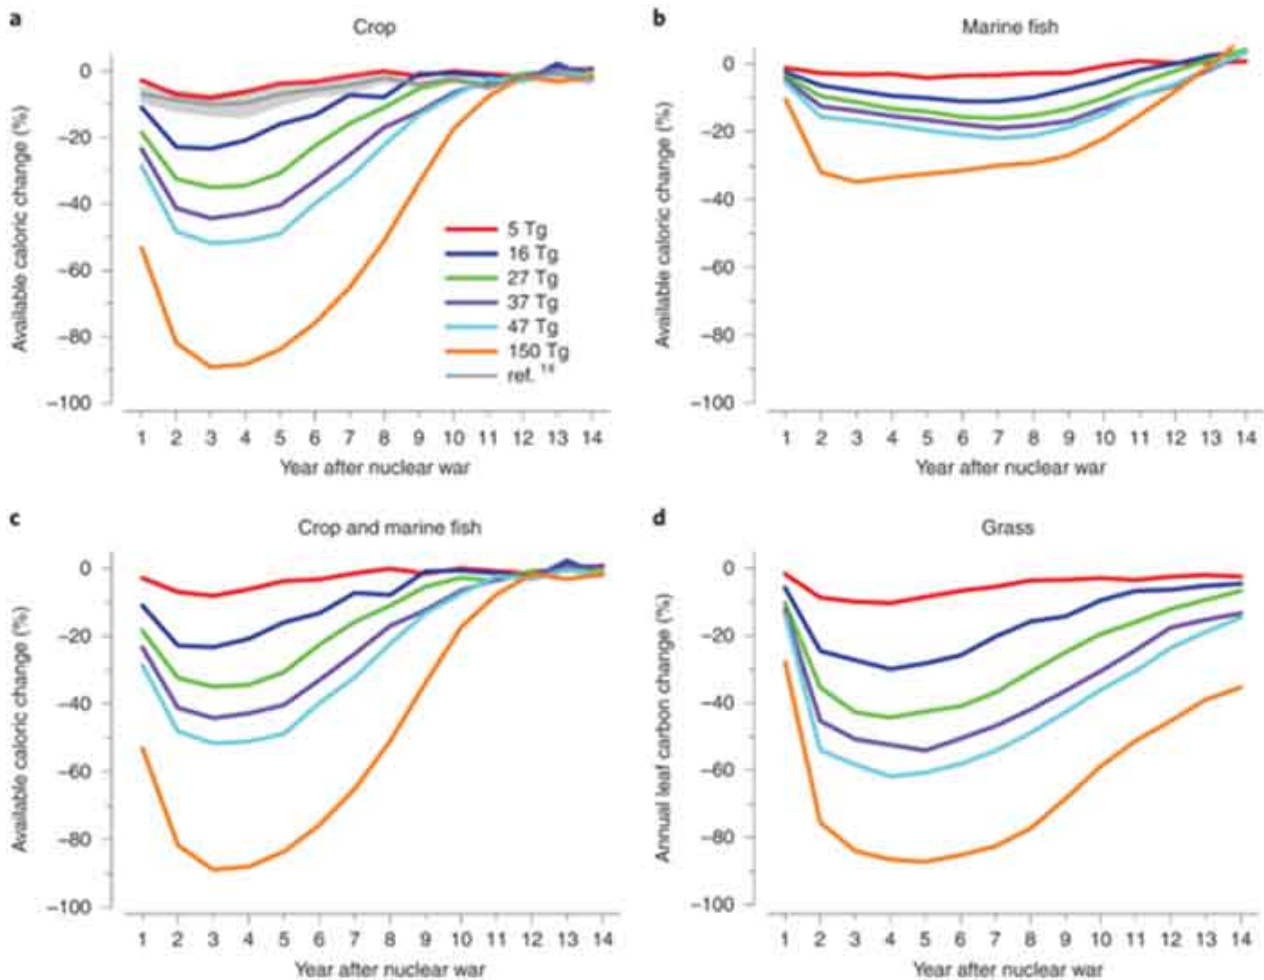 a
Crop
Available caloric change (%)
0
−20
−40
−60
−80
−100
5 Tg
16 Tg
27 Tg
37 Tg
47 Tg
150 Tg
ref.
1 2 3 4 5 6 7 8 9 10 11 12 13 14
Year after nuclear war
b
Marine fish
Available caloric change (%)
0
−20
−40
−60
−80
−100
1 2 3 4 5 6 7 8 9 10 11 12 13 14
Year after nuclear war
c
Crop and marine fish
Available caloric change (%)
0
−20
−40
−60
−80
−100
1 2 3 4 5 6 7 8 9 10 11 12 13 14
Year after nuclear war
d
Grass
Annual leaf carbon change (%)
0
−20
−40
−60
−80
−100
1 2 3 4 5 6 7 8 9 10 11 12 13 14
Year after nuclear war